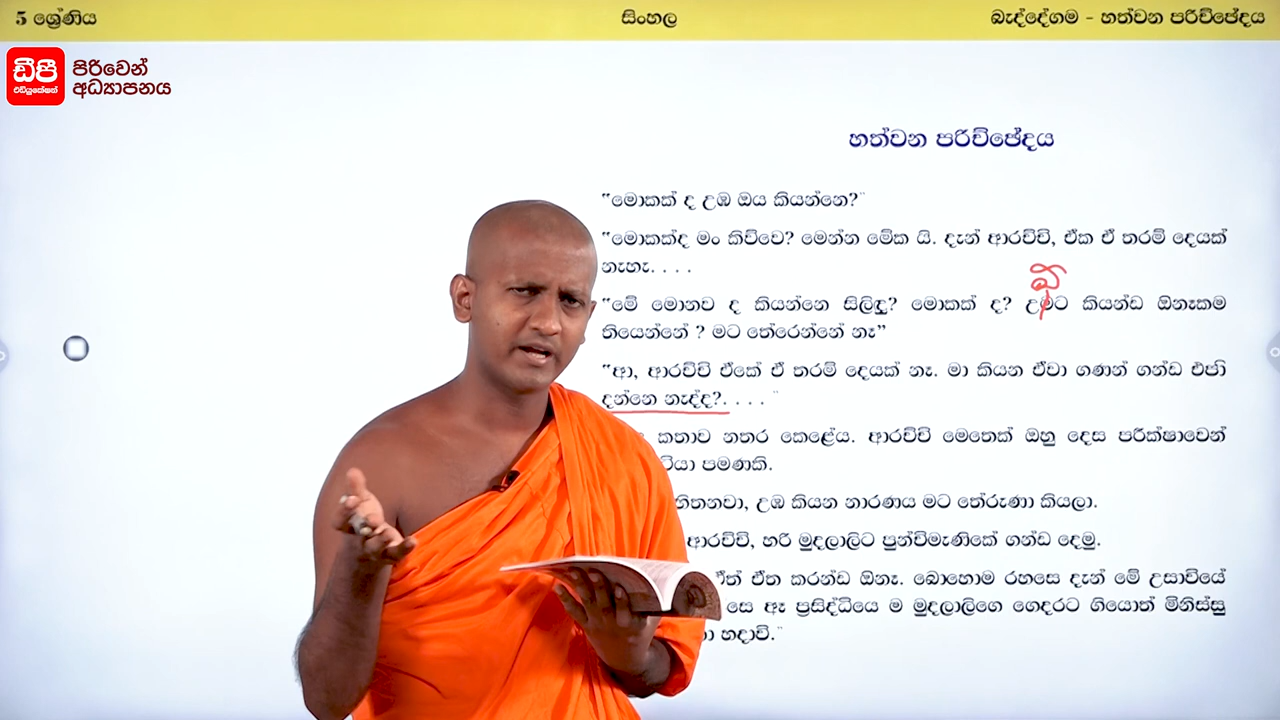 5 ශ්‍රේණිය
සිංහල
බැද්දේගම - හත්වන පරිච්ඡේදය
ඩීපී
එඩියුකේෂන්
පිරිවෙන්
අධ්‍යාපනය
හත්වන පරිච්ඡේදය
"මොකක් ද උඹ ඔය කියන්නෙ?"
"මොකක්ද මං කිව්වෙ? මෙන්න මේක යි. දැන් ආරච්චි, ඒක ඒ තරම් දෙයක්
නැහැ. . . .
"මේ මොනව ද කියන්නෙ සිලිඳු? මොකක් ද? උමට කියන්ඩ ඕනෑකම
තියෙන්නේ ? මට තේරෙන්නේ නෑ"
"ආ, ආරච්චි ඒකේ ඒ තරම් දෙයක් නෑ. මා කියන ඒවා ගණන් ගන්ඩ එපා
දන්නෙ නැද්ද?. . . . "
කතාව නතර කෙළේය. ආරච්චි මෙතෙක් ඔහු දෙස පරීක්ෂාවෙන්
පමණකි.
හිතනවා, උඹ කියන නාරණය මට තේරුණා කියලා.
ආරච්චි, හරි මුදලාලිට පුන්චිමැණිකේ ගන්ඩ දෙමු.
ඒත කරන්ඩ ඕනෑ. බොහොම රහසෙ දැන් මේ උසාවියේ
සෙ ඈ ප්‍රසිද්ධියෙ ම මුදලාලිගෙ ගෙදරට ගියොත් මිනිස්සු
හදාවි."